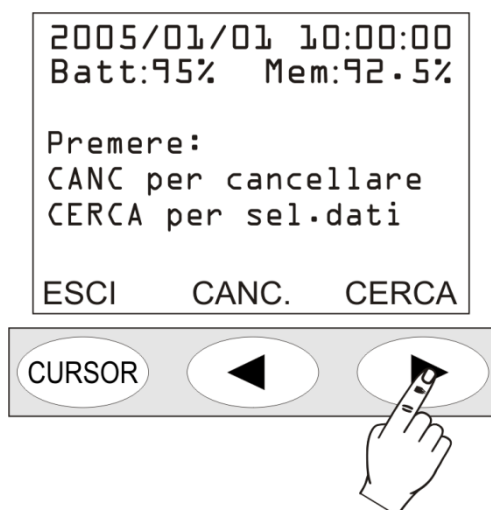 2005/01/01 10:00:00
Batt:95% Mem:92.5%
Premere:
CANC per cancellare
CERCA per sel.dati
ESCI CANC. CERCA
CURSOR